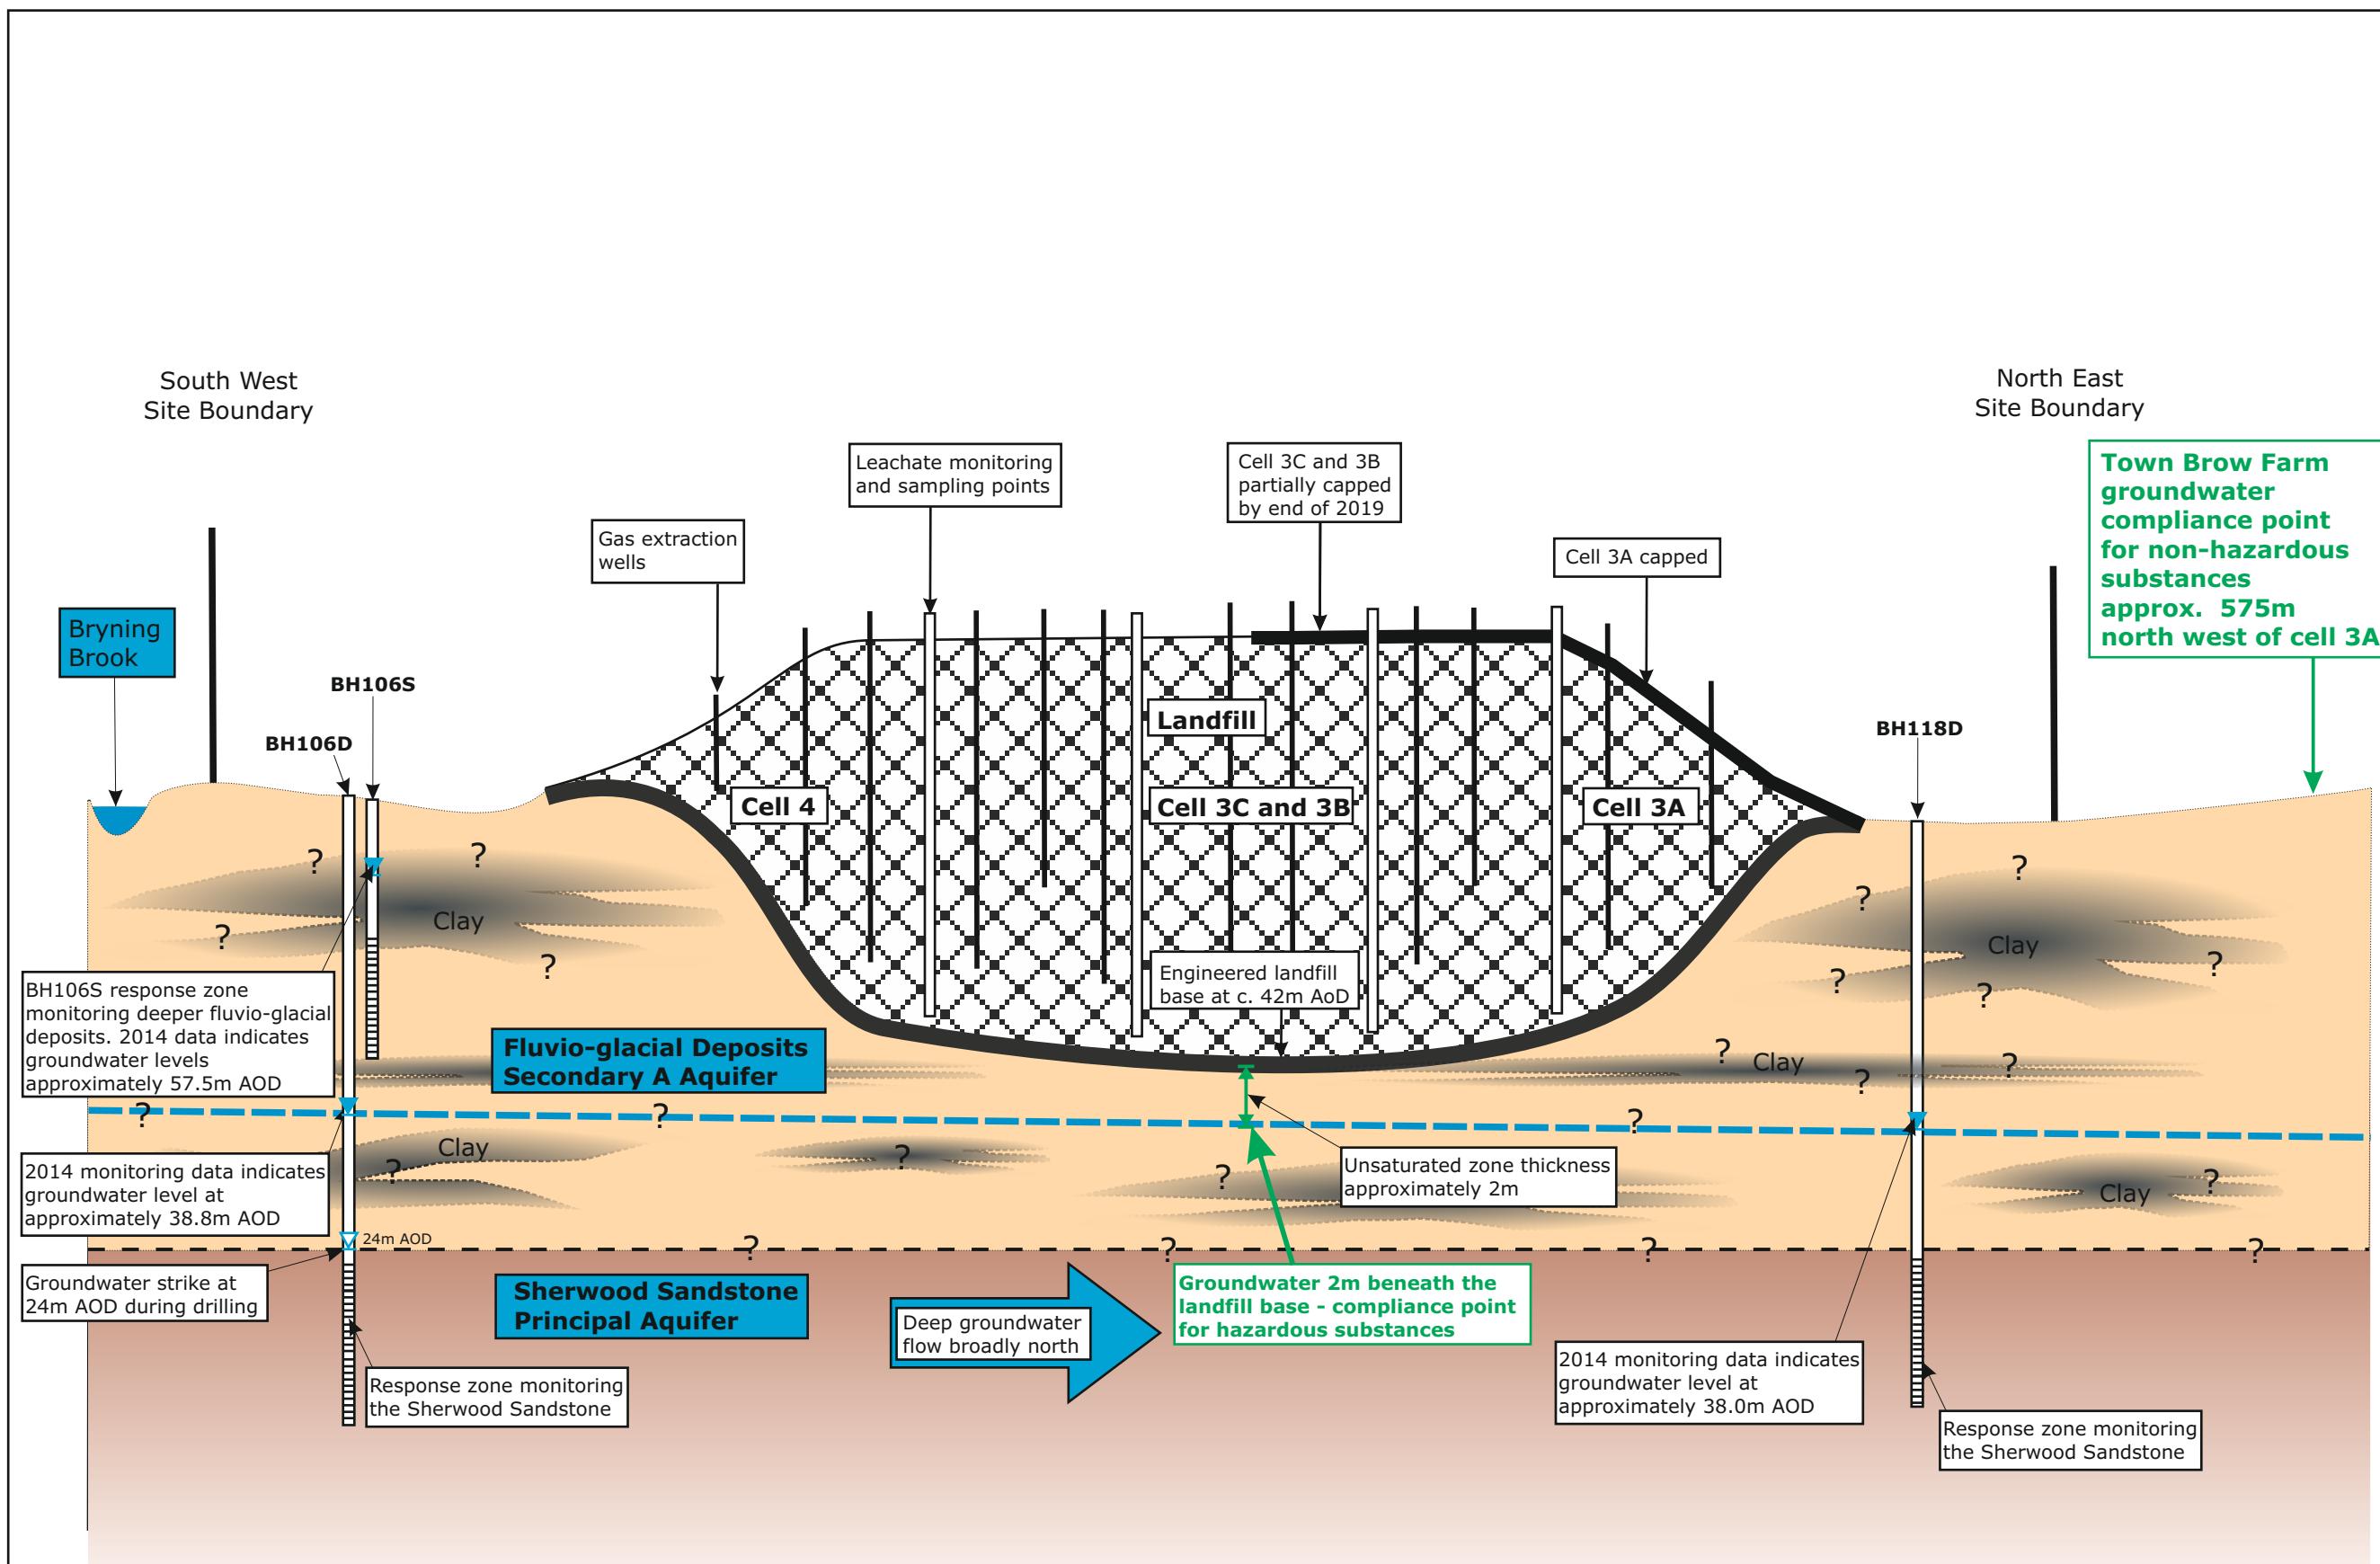 South West
Site Boundary
North East
Site Boundary
Town Brow Farm
groundwater
compliance point
for non-hazardous
substances
approx. 575m
north west of cell 3A
Leachate monitoring
and sampling points
Cell 3C and 3B
partially capped
by end of 2019
Gas extraction
wells
Cell 3A capped
Bryning
Brook
BH106S
BH106D
BH118D
Landfill
Cell 4
Cell 3C and 3B
Cell 3A
?
?
?
?
Clay
?
?
?
?
?
?
Clay
Engineered landfill
base at c. 42m AoD
BH106S response zone
monitoring deeper fluvio-glacial
deposits. 2014 data indicates
groundwater levels
approximately 57.5m AOD
Fluvio-glacial Deposits
Secondary A Aquifer
?
Clay
?
?
?
?
?
Clay
?
?
?
?
Clay
Unsaturated zone thickness
approximately 2m
2014 monitoring data indicates
groundwater level at
approximately 38.8m AOD
24m AOD
?
?
?
?
Groundwater strike at
24m AOD during drilling
Sherwood Sandstone
Principal Aquifer
Deep groundwater
flow broadly north
Groundwater 2m beneath the
landfill base - compliance point
for hazardous substances
2014 monitoring data indicates
groundwater level at
approximately 38.0m AOD
Response zone monitoring
the Sherwood Sandstone
Response zone monitoring
the Sherwood Sandstone